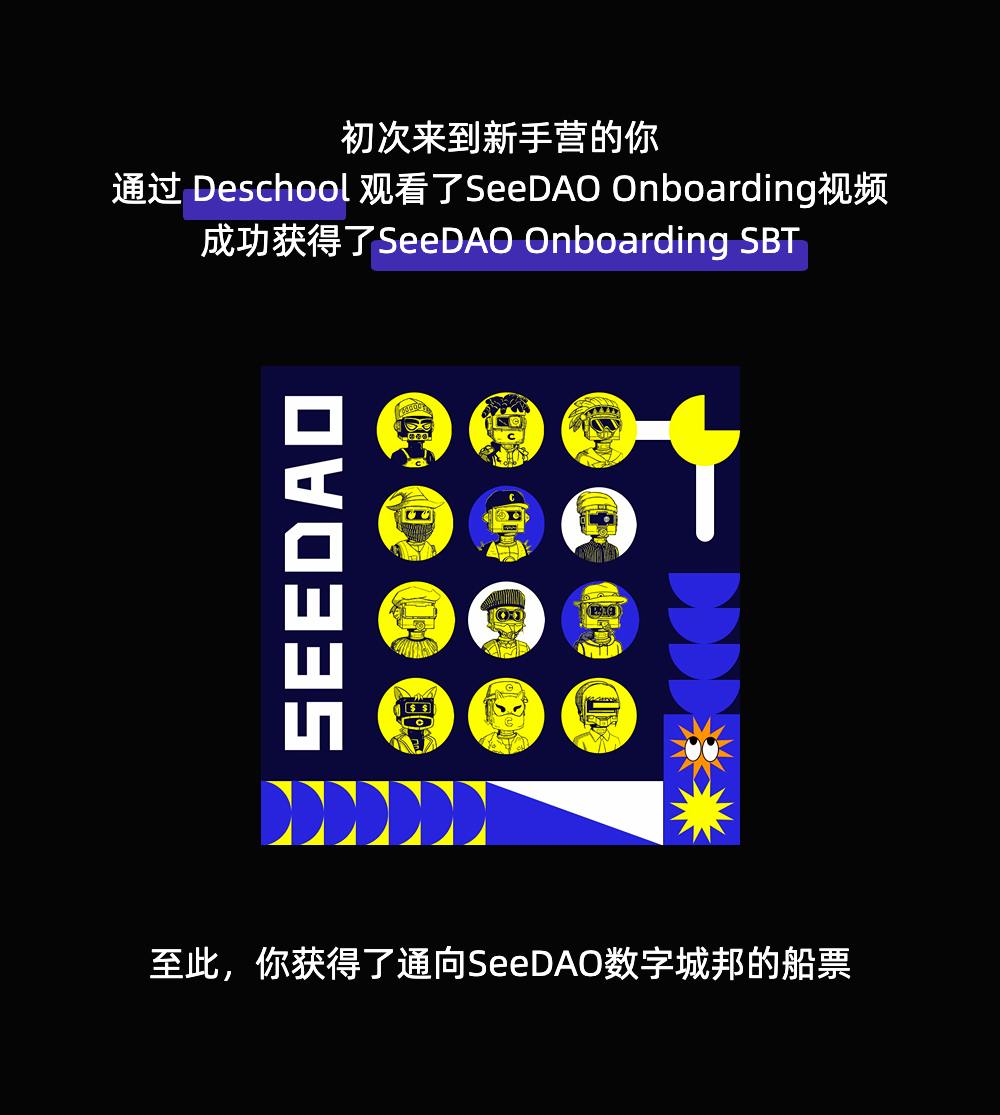 初次来到新手营的你
通过 Deschool 观看了SeeDAO Onboarding视频
成功获得了SeeDAO Onboarding SBT
SEEDAO
至此，你获得了通向SeeDAO数字城邦的船票